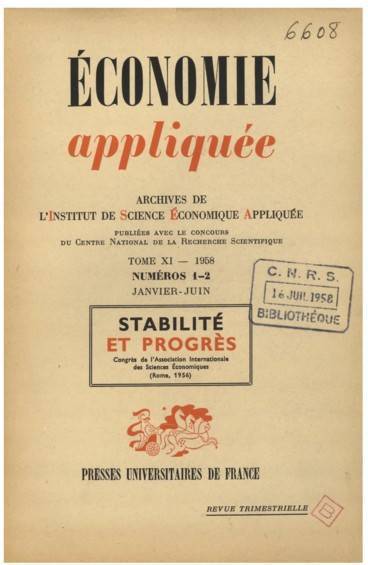 6608
ÉCONOMIE
appliquée
ARCHIVES DE
L'INSTITUT DE SCIENCE ÉCONOMIQUE APPLIQUÉE
PUBLIÉES AVEC LE CONCOURS
DU CENTRE NATIONAL DE LA RECHERCHE SCIENTIFIQUE
TOME XI — 1958
NUMÉROS 1-2
JANVIER-JUIN
C. N. R. S.
16 JUIL 1958
BIBLIOTHÉQUE
STABILITÉ
ET PROGRÈS
Congrès de l'Association Internationale
des Sciences Économiques
(Rome, 1956)
PRESSES UNIVERSITAIRES DE FRANCE
REVUE TRIMESTRIELLE
B